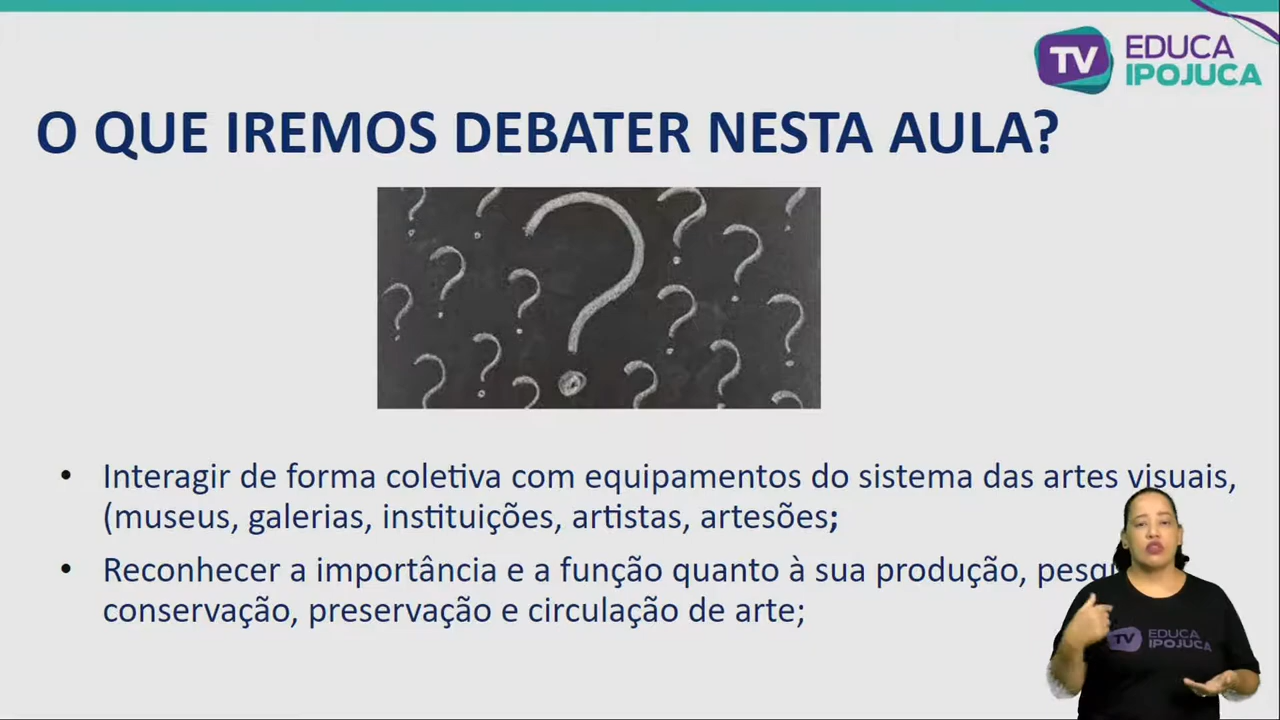 TV EDUCA
IPOJUCA
O QUE IREMOS DEBATER NESTA AULA?
• Interagir de forma coletiva com equipamentos do sistema das artes visuais,
(museus, galerias, instituições, artistas, artesões;
• Reconhecer a importância e a função quanto à sua produção,
conservação, preservação e circulação de arte;
TV EDUCA
IPOJUCA